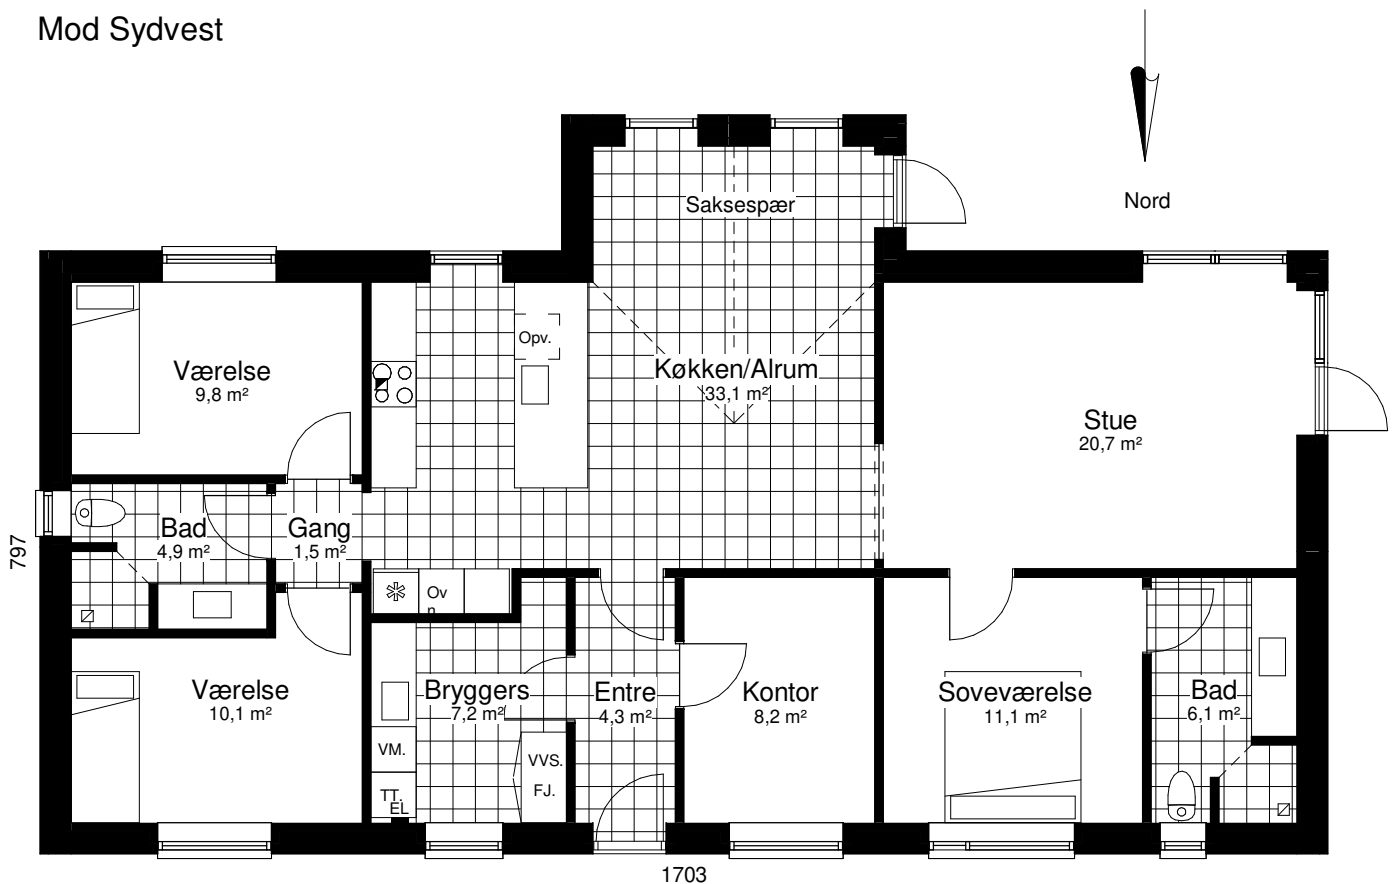 Mod Sydvest
Nord
Saksespær
Opv.
Værelse
9,8 m²
Køkken/Alrum
33,1 m²
Stue
20,7 m²
Bad
4,9 m²
Gang
1,5 m²
797
Ov
n
Værelse
10,1 m²
Bryggers
7,2 m²
Entre
4,3 m²
Kontor
8,2 m²
Soveværelse
11,1 m²
Bad
6,1 m²
VM.
VVS.
FJ.
TT.
EL
1703